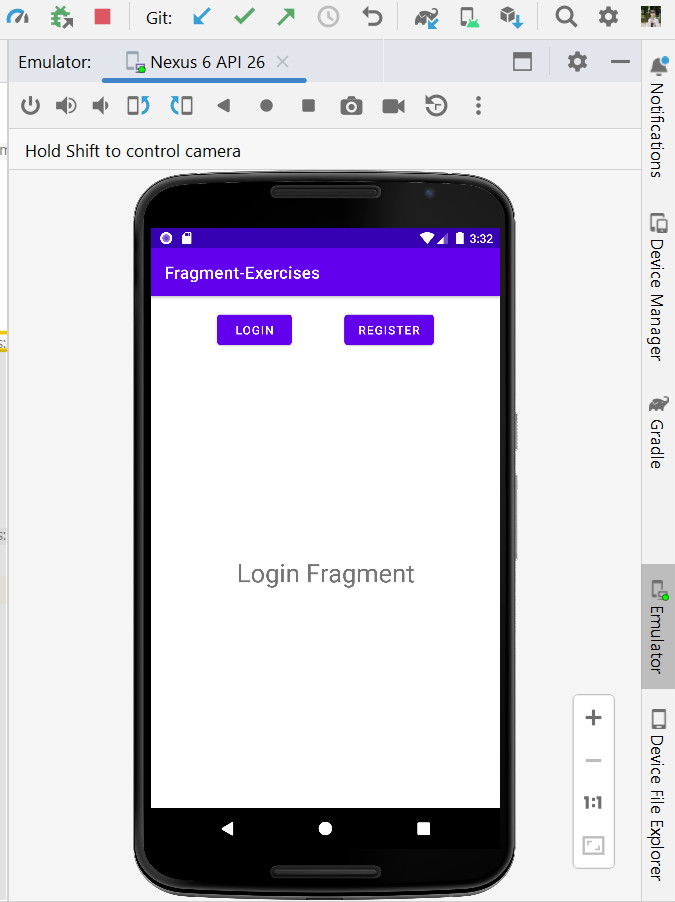 Git:
Emulator:
Nexus 6 API 26
Hold Shift to control camera
3:32
Fragment-Exercises
LOGIN
REGISTER
Login Fragment
1:1
Notifications
Device Manager
Gradle
Emulator
Device File Explorer